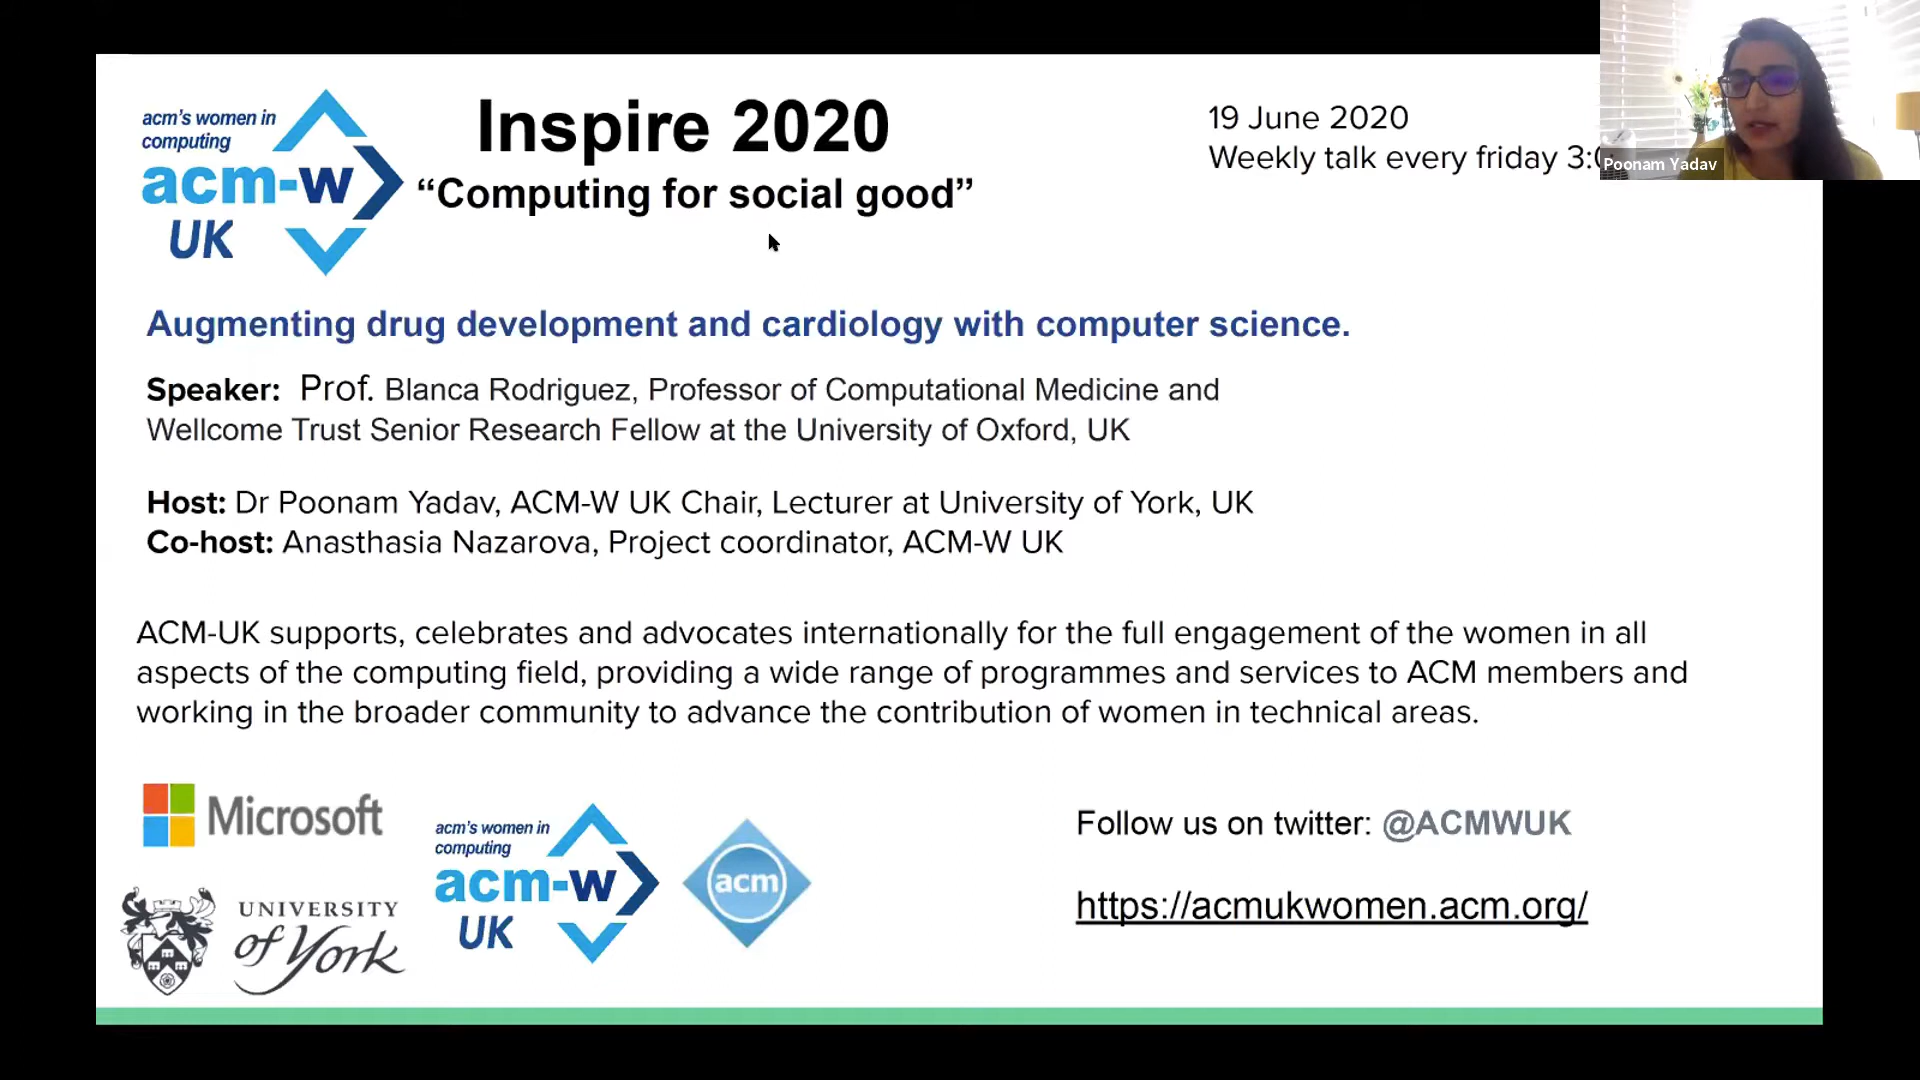 acm's women in
computing
acm-w
UK
Inspire 2020
“Computing for social good”
19 June 2020
Weekly talk every friday
Poonam Yadav
Augmenting drug development and cardiology with computer science.
Speaker: Prof. Blanca Rodriguez, Professor of Computational Medicine and
Wellcome Trust Senior Research Fellow at the University of Oxford, UK
Host: Dr Poonam Yadav, ACM-W UK Chair, Lecturer at University of York, UK
Co-host: Anasthasia Nazarova, Project coordinator, ACM-W UK
ACM-UK supports, celebrates and advocates internationally for the full engagement of the women in all
aspects of the computing field, providing a wide range of programmes and services to ACM members and
working in the broader community to advance the contribution of women in technical areas.
Microsoft
UNIVERSITY
of York
acm's women in
computing
acm-w
UK
acm
Follow us on twitter: @ACMWUK
https://acmukwomen.acm.org/